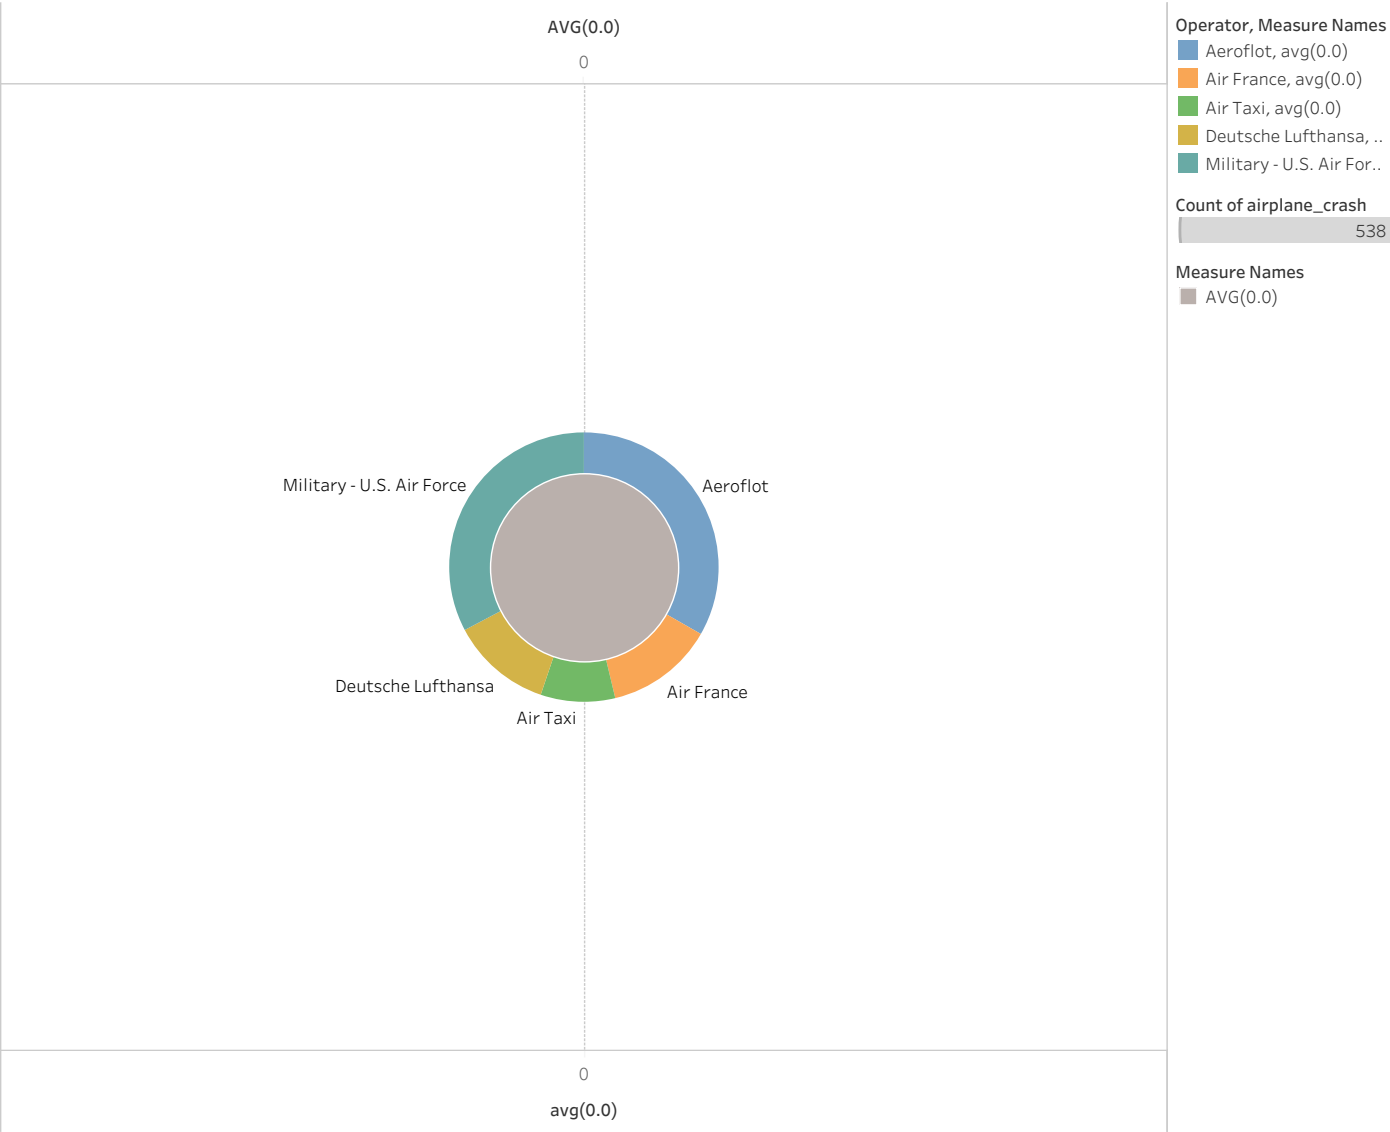 AVG(0.0)
0
Operator, Measure Names
Aeroflot, avg(0.0)
Air France, avg(0.0)
Air Taxi, avg(0.0)
Deutsche Lufthansa, ..
Military - U.S. Air For..
Count of airplane_crash
538
Measure Names
AVG(0.0)
Military - U.S. Air Force
Aeroflot
Deutsche Lufthansa
Air France
Air Taxi
0
avg(0.0)